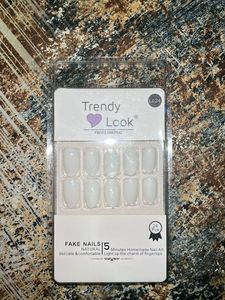 Trendy
Look®
FAKE NAILS
NATURAL
delicate &comfortable
5 Minutes Homemade Nail Art
Light up the charm of fingertips